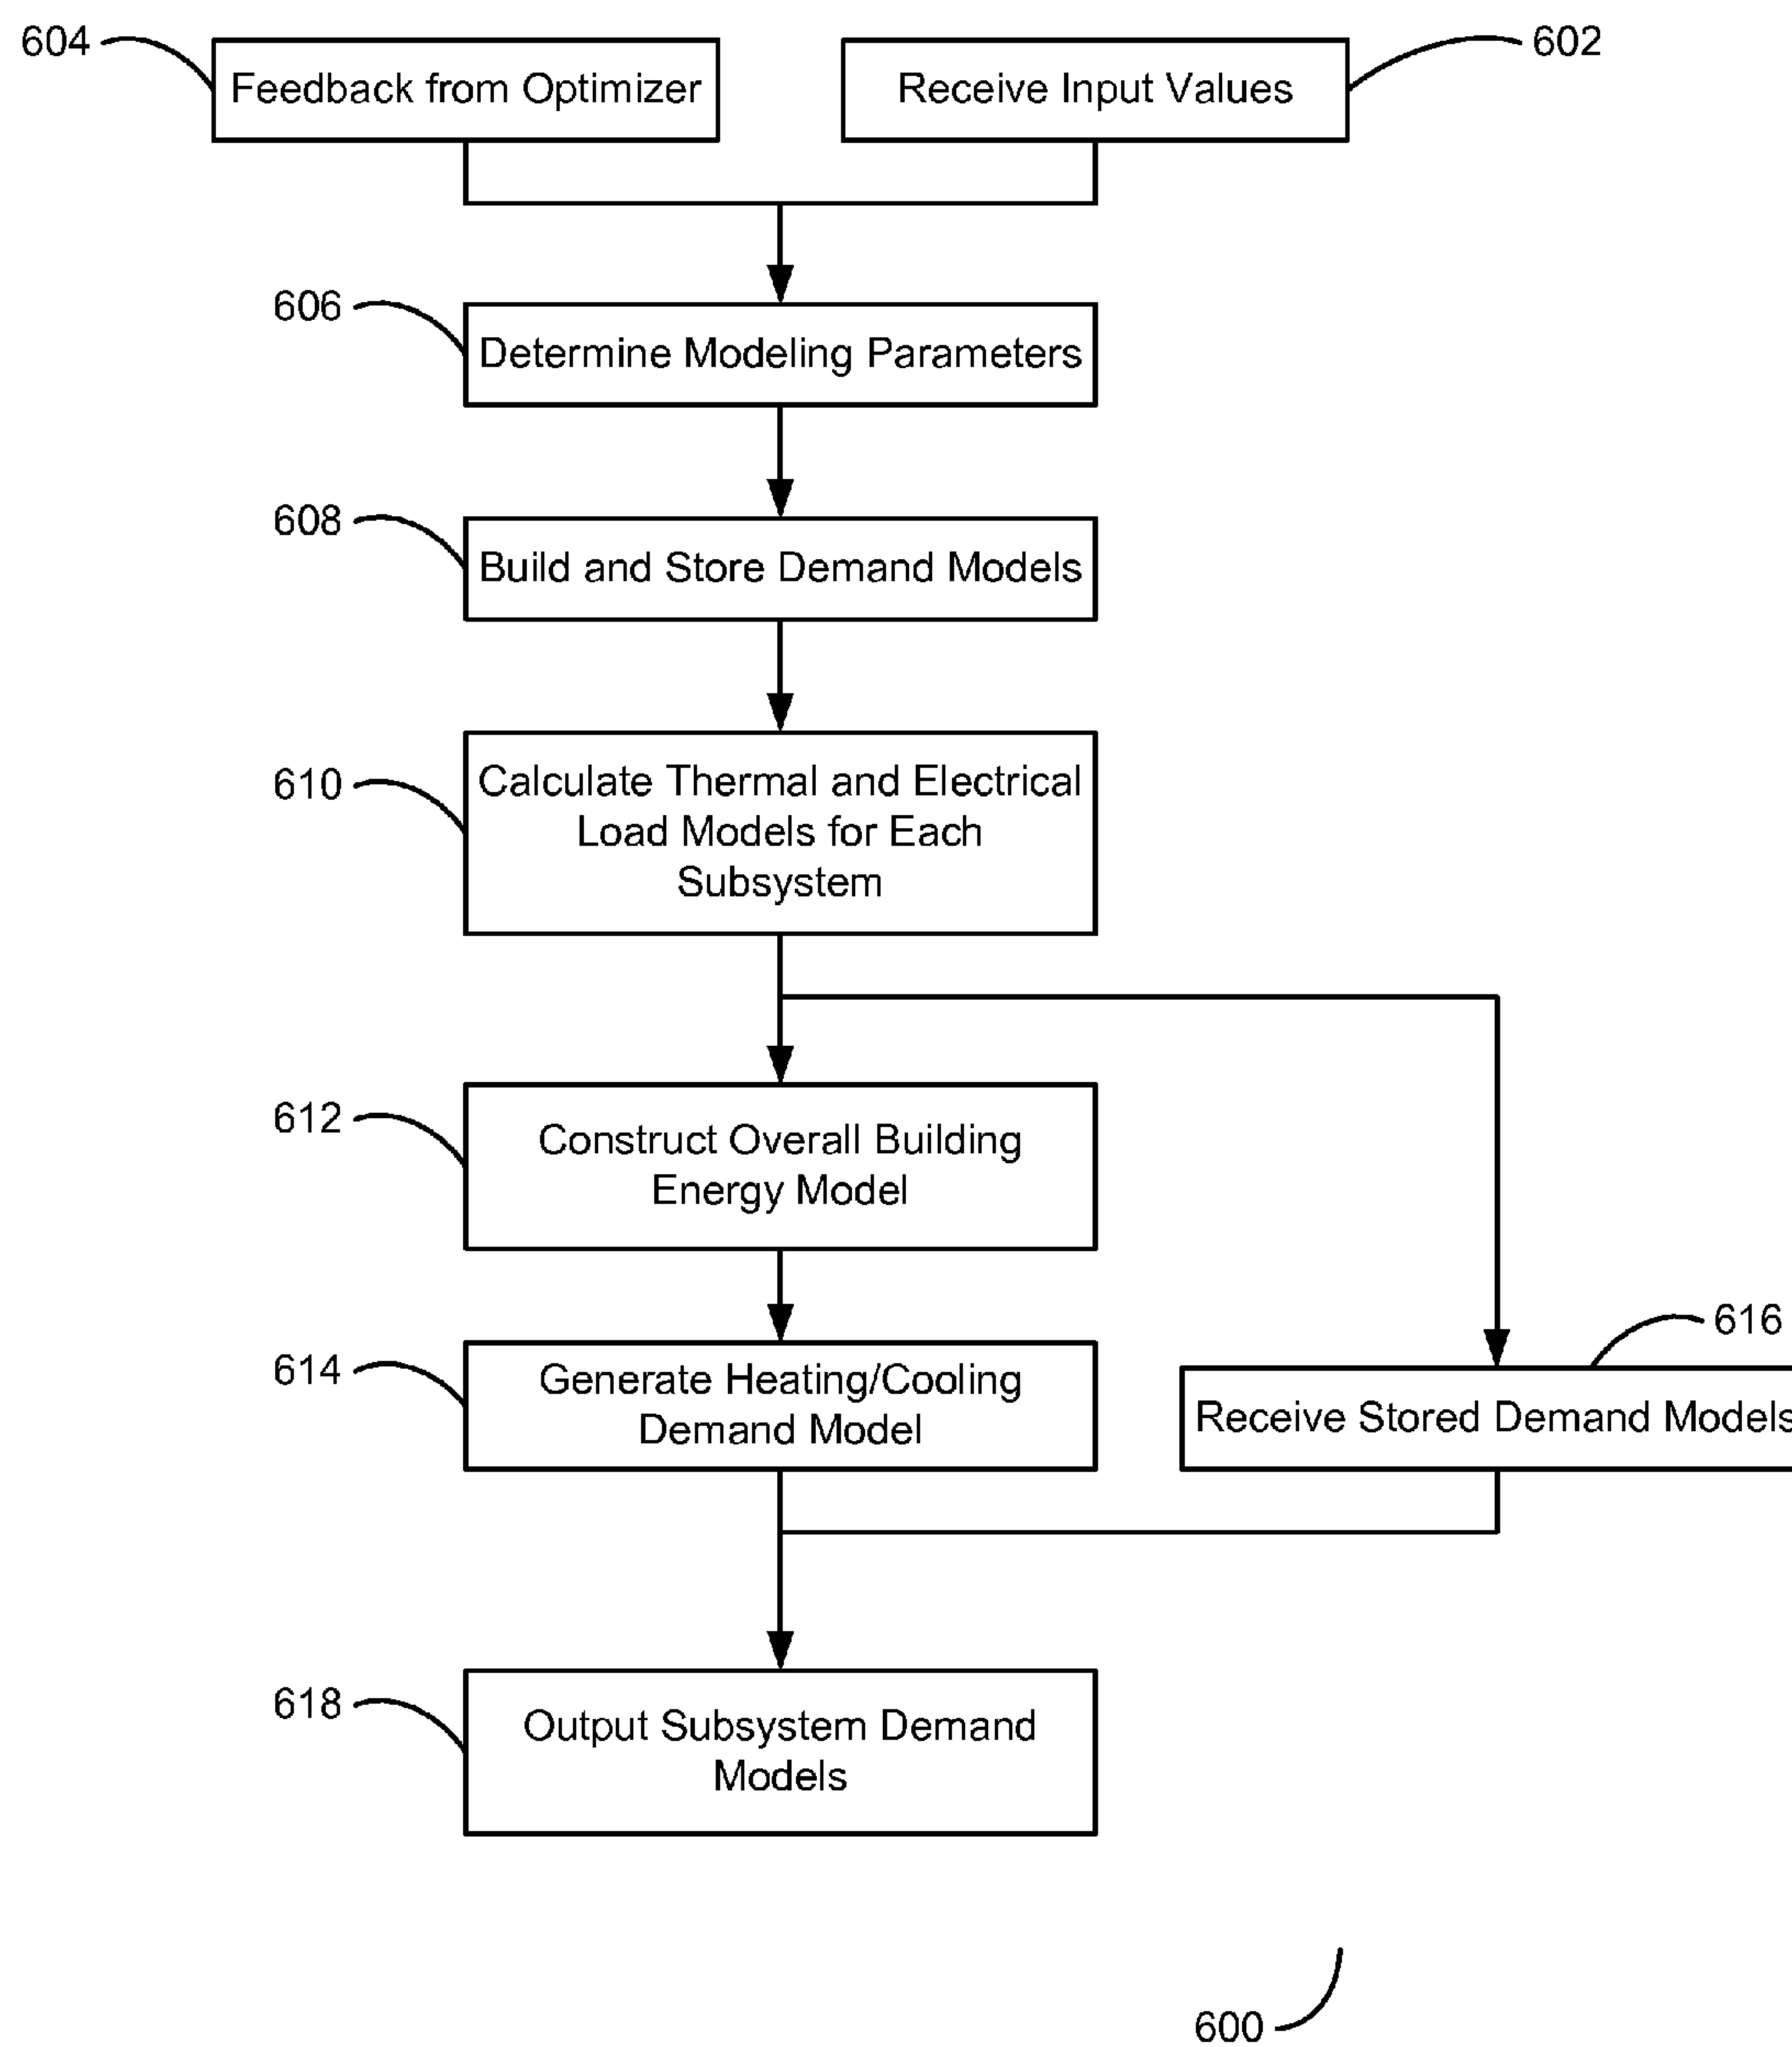 604
Feedback from Optimizer
Receive Input Values
602
606
Determine Modeling Parameters
608
Build and Store Demand Models
610
Calculate Thermal and Electrical
Load Models for Each
Subsystem
612
Construct Overall Building
Energy Model
614
Generate Heating/Cooling
Demand Model
616
Receive Stored Demand Models
618
Output Subsystem Demand
Models
600